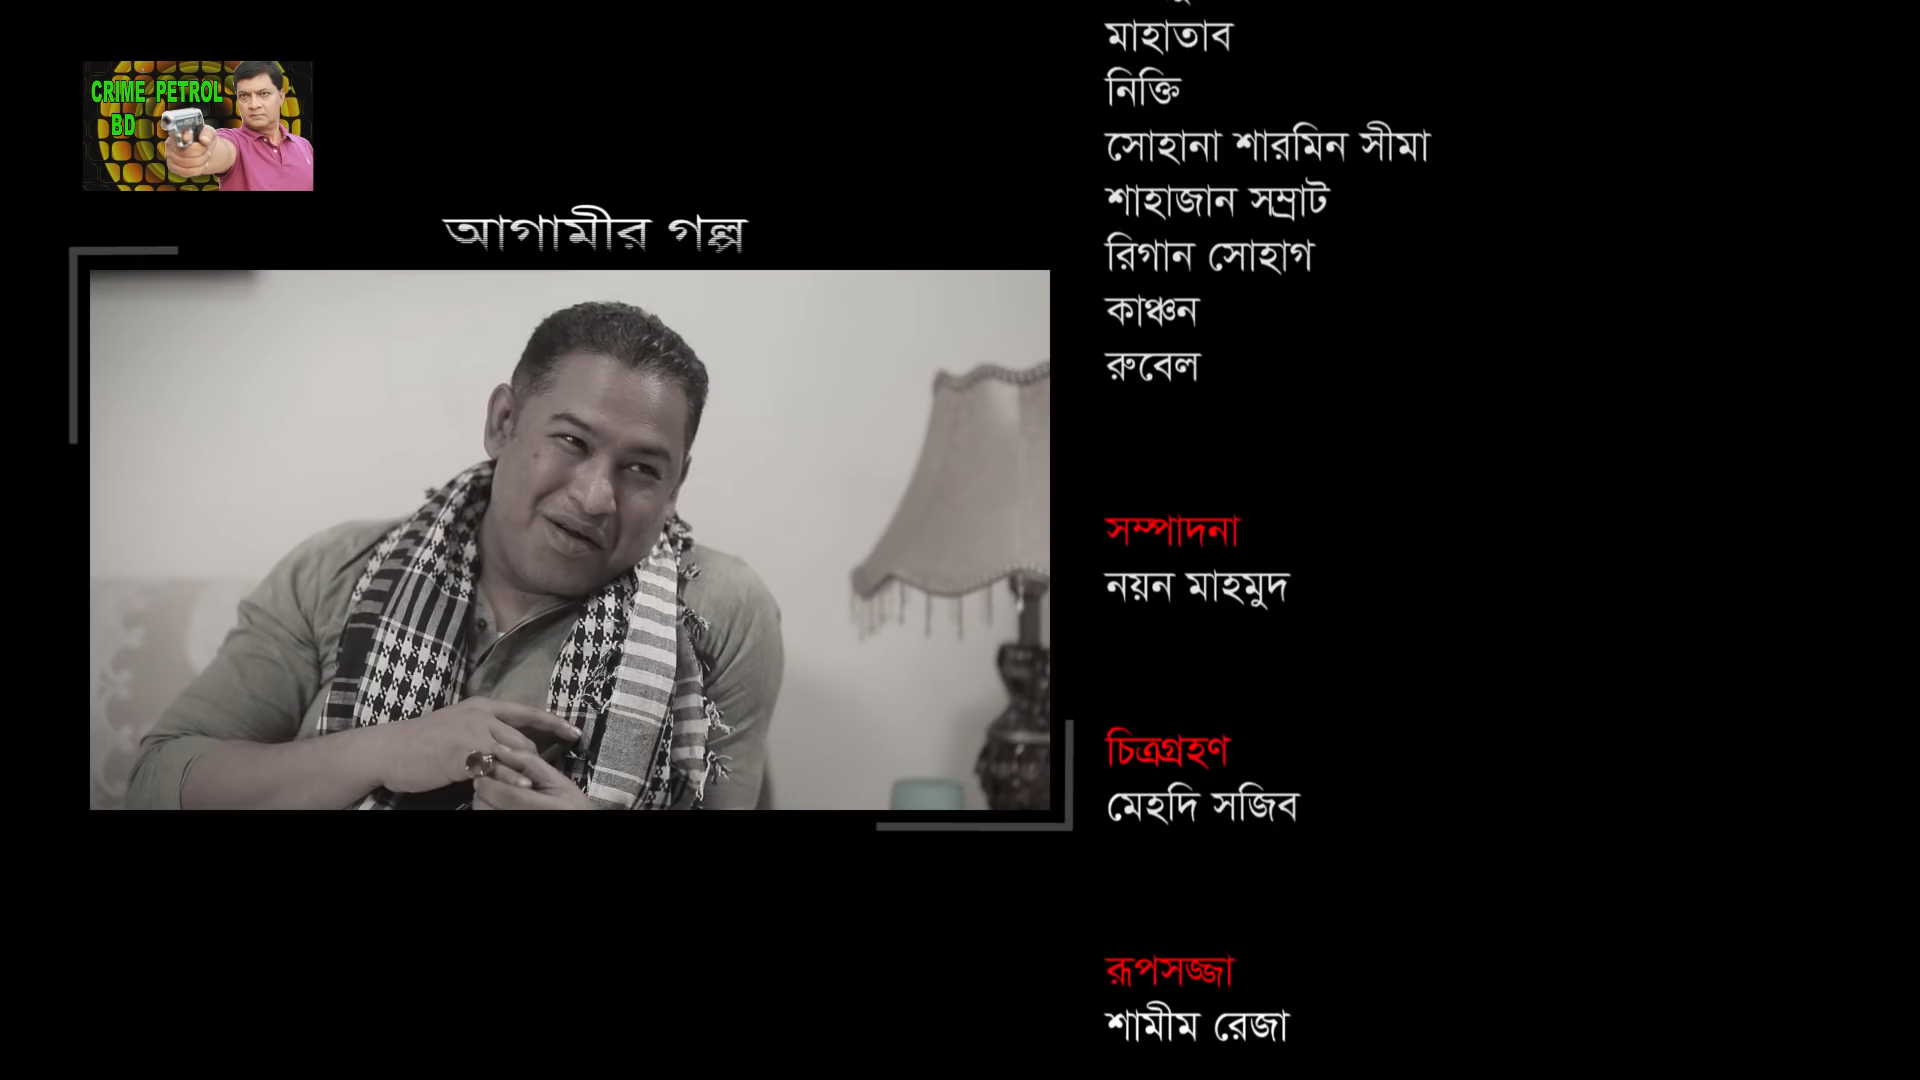 CRIME PETROL
BD
আগামীর গল্প
মাহাতাব
নিক্তি
সোহানা শারমিন সীমা
শাহাজান সম্রাট
রিগান সোহাগ
কাঞ্চন
রুবেল
সম্পাদনা
নয়ন মাহমুদ
চিত্রগ্রহণ
মেহদি সজিব
রূপসজ্জা
শামীম রেজা